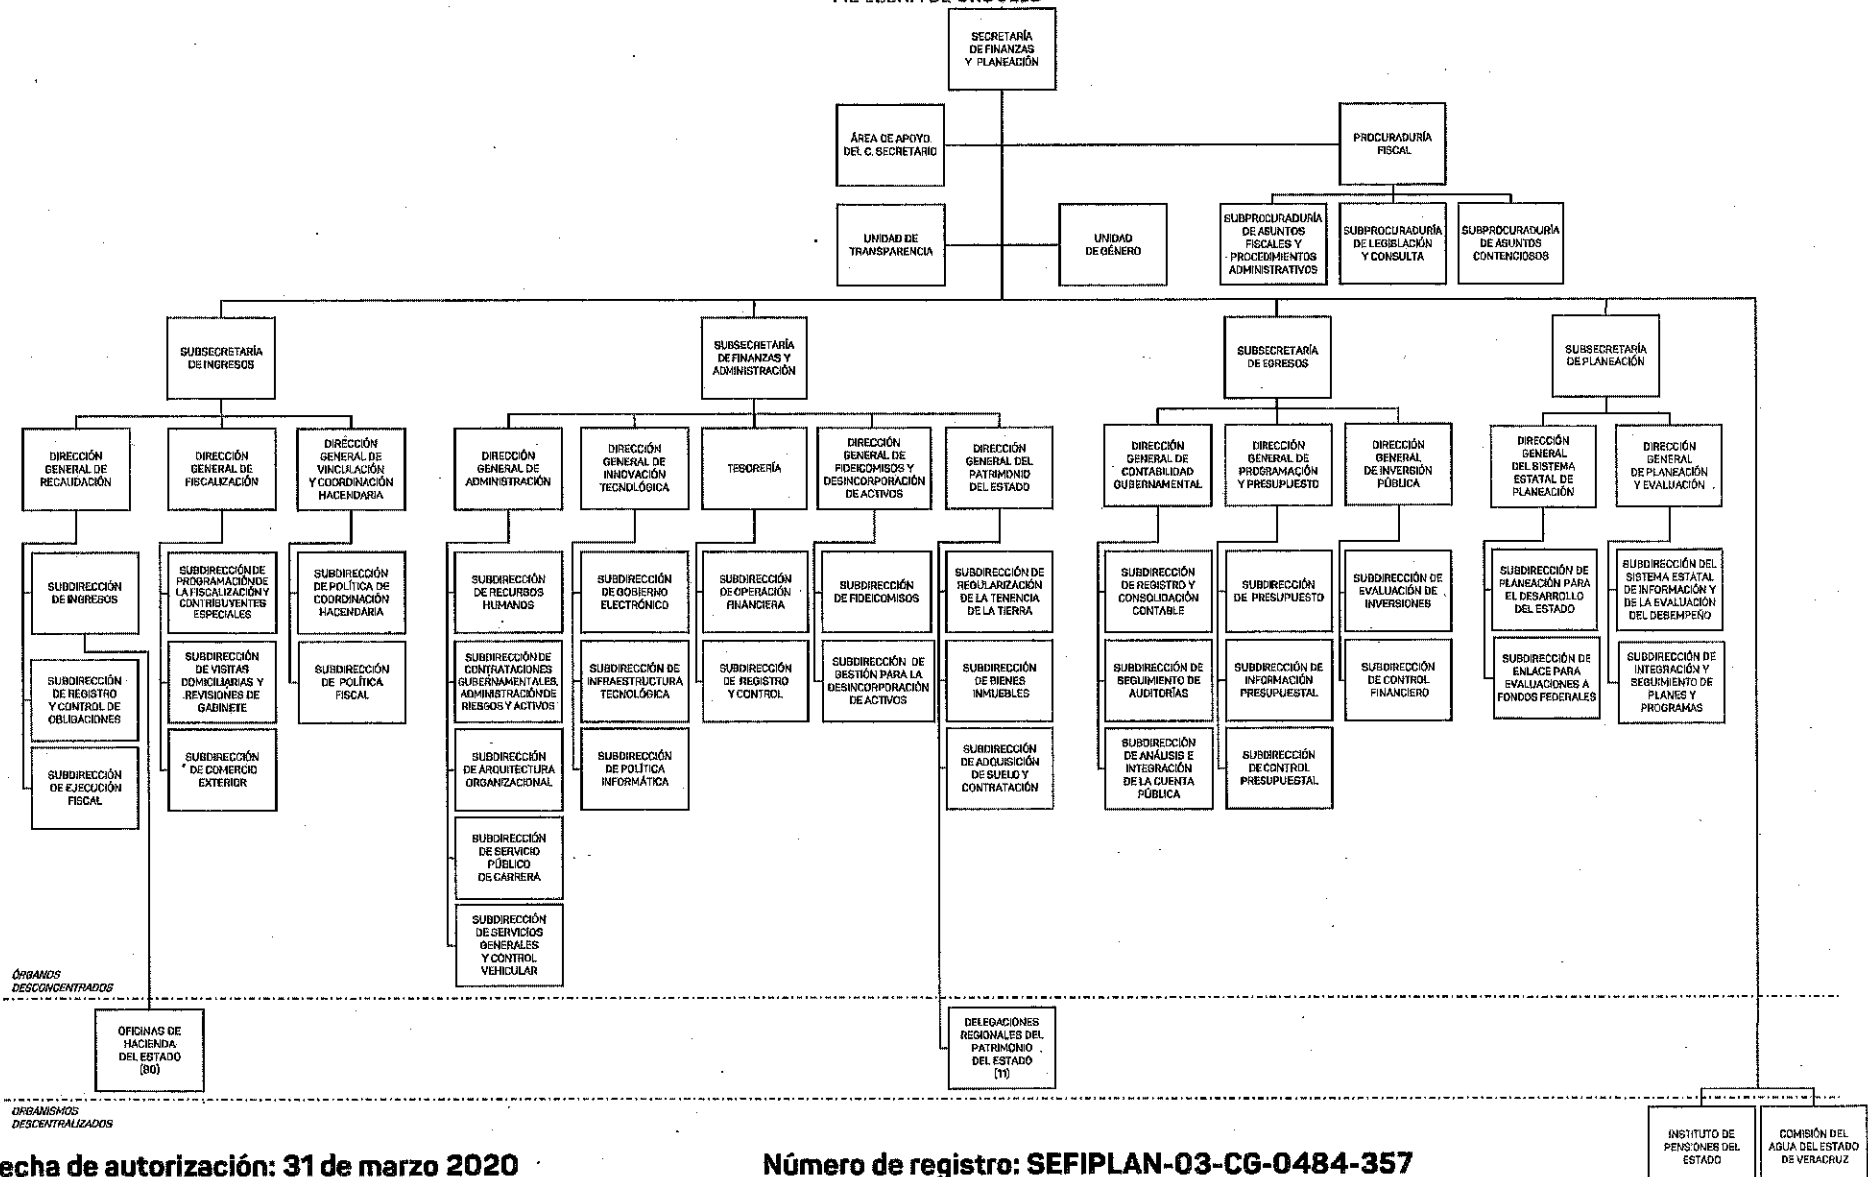 SECRETARÍA
DE FINANZAS
Y PLANEACIÓN
ÁREA DE APOYO
DEL C. SECRETARIO
PROCURADURÍA
FISCAL
UNIDAD DE
TRANSPARENCIA
UNIDAD
DE GÉNERO
SUBPROCURADURÍA
DE ASUNTOS
FISCALES Y
PROCEDIMIENTOS
ADMINISTRATIVOS
SUBPROCURADURÍA
DE LEGISLACIÓN
Y CONSULTA
SUBPROCURADURÍA
DE ASUNTOS
CONTENCIOSOS
SUBSECRETARÍA
DE INGRESOS
SUBSECRETARÍA
DE FINANZAS Y
ADMINISTRACIÓN
SUBSECRETARÍA
DE EGRESOS
SUBSECRETARÍA
DE PLANEACIÓN
DIRECCIÓN
GENERAL DE
RECAUDACIÓN
DIRECCIÓN
GENERAL DE
FISCALIZACIÓN
DIRECCIÓN
GENERAL DE
VINCULACIÓN
Y COORDINACIÓN
HACENDARIA
DIRECCIÓN
GENERAL DE
ADMINISTRACIÓN
DIRECCIÓN
GENERAL DE
INNOVACIÓN
TECNOLÓGICA
TESORERÍA
DIRECCIÓN
GENERAL DE
FIDEICOMISOS Y
DESINCORPORACIÓN
DE ACTIVOS
DIRECCIÓN
GENERAL DEL
PATRIMONIO
DEL ESTADO
DIRECCIÓN
GENERAL DE
CONTABILIDAD
GUBERNAMENTAL
DIRECCIÓN
GENERAL DE
PROGRAMACIÓN
Y PRESUPUESTO
DIRECCIÓN
GENERAL
DE INVERSIÓN
PÚBLICA
DIRECCIÓN
GENERAL
DEL SISTEMA
ESTATAL DE
PLANEACIÓN
DIRECCIÓN
GENERAL
DE PLANEACIÓN
Y EVALUACIÓN
SUBDIRECCIÓN
DE INGRESOS
SUBDIRECCIÓN DE
PROGRAMACIÓN DE
LA FISCALIZACIÓN Y
CONTRIBUYENTES
ESPECIALES
SUBDIRECCIÓN
DE POLÍTICA DE
COORDINACIÓN
HACENDARIA
SUBDIRECCIÓN
DE RECURSOS
HUMANOS
SUBDIRECCIÓN
DE GOBIERNO
ELECTRÓNICO
SUBDIRECCIÓN
DE OPERACIÓN
FINANCIERA
SUBDIRECCIÓN
DE FIDEICOMISOS
SUBDIRECCIÓN DE
REGULARIZACIÓN
DE LA TENENCIA
DE LA TIERRA
SUBDIRECCIÓN
DE REGISTRO Y
CONSOLIDACIÓN
CONTABLE
SUBDIRECCIÓN
DE PRESUPUESTO
SUBDIRECCIÓN DE
EVALUACIÓN DE
INVERSIONES
SUBDIRECCIÓN DE
PLANEACIÓN PARA
EL DESARROLLO
DEL ESTADO
SUBDIRECCIÓN DEL
SISTEMA ESTATAL
DE INFORMACIÓN Y
DE LA EVALUACIÓN
DEL DESEMPEÑO
SUBDIRECCIÓN
DE REGISTRO
Y CONTROL DE
OBLIGACIONES
SUBDIRECCIÓN
DE VISITAS
DOMICILIARIAS Y
REVISIONES DE
GABINETE
SUBDIRECCIÓN
DE POLÍTICA
FISCAL
SUBDIRECCIÓN DE
CONTRATACIONES
GUBERNAMENTALES,
ADMINISTRACIÓN DE
RIESGOS Y ACTIVOS
SUBDIRECCIÓN DE
INFRAESTRUCTURA
TECNOLÓGICA
SUBDIRECCIÓN
DE REGISTRO
Y CONTROL
SUBDIRECCIÓN DE
GESTIÓN PARA LA
DESINCORPORACIÓN
DE ACTIVOS
SUBDIRECCIÓN
DE BIENES
INMUEBLES
SUBDIRECCIÓN DE
SEGUIMIENTO DE
AUDITORÍAS
SUBDIRECCIÓN DE
INFORMACIÓN
PRESUPUESTAL
SUBDIRECCIÓN
DE CONTROL
FINANCIERO
SUBDIRECCIÓN DE
ENLACE PARA
EVALUACIONES A
FONDOS FEDERALES
SUBDIRECCIÓN DE
INTEGRACIÓN Y
SEGUIMIENTO DE
PLANES Y
PROGRAMAS
SUBDIRECCIÓN
DE EJECUCIÓN
FISCAL
SUBDIRECCIÓN
DE COMERCIO
EXTERIOR
SUBDIRECCIÓN
DE ARQUITECTURA
ORGANIZACIONAL
SUBDIRECCIÓN
DE POLÍTICA
INFORMÁTICA
SUBDIRECCIÓN
DE ADQUISICIÓN
DE SUELO Y
CONTRATACIÓN
SUBDIRECCIÓN
DE ANÁLISIS E
INTEGRACIÓN
DE LA CUENTA
PÚBLICA
SUBDIRECCIÓN
DE CONTROL
PRESUPUESTAL
SUBDIRECCIÓN
DE SERVICIO
PÚBLICO
DE CARRERA
SUBDIRECCIÓN
DE SERVICIOS
GENERALES
Y CONTROL
VEHICULAR
ÓRGANOS
DESCONCENTRADOS
OFICINAS DE
HACIENDA
DEL ESTADO
(80)
DELEGACIONES
REGIONALES DEL
PATRIMONIO
DEL ESTADO
(11)
ORGANISMOS
DESCENTRALIZADOS
INSTITUTO DE
PENSIONES DEL
ESTADO
COMISIÓN DEL
AGUA DEL ESTADO
DE VERACRUZ
echa de autorización: 31 de marzo 2020
Número de registro: SEFIPLAN-03-CG-0484-357